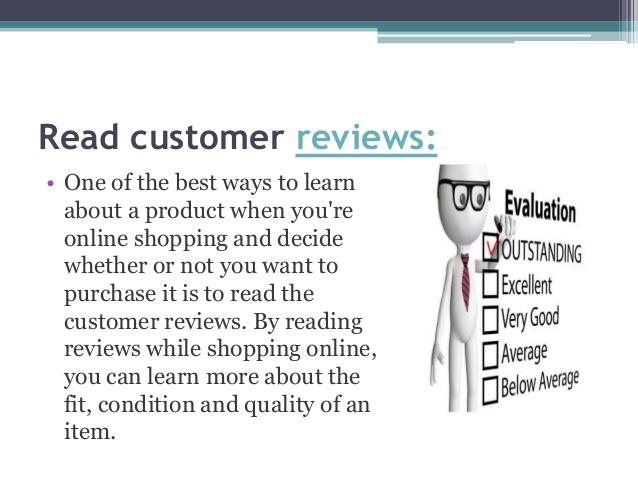 Read customer reviews:
• One of the best ways to learn
about a product when you're
online shopping and decide
whether or not you want to
purchase it is to read the
customer reviews. By reading
reviews while shopping online,
you can learn more about the
fit, condition and quality of an
item.
Evaluation
OUTSTANDING
Excellent
Very Good
Average
Below Average